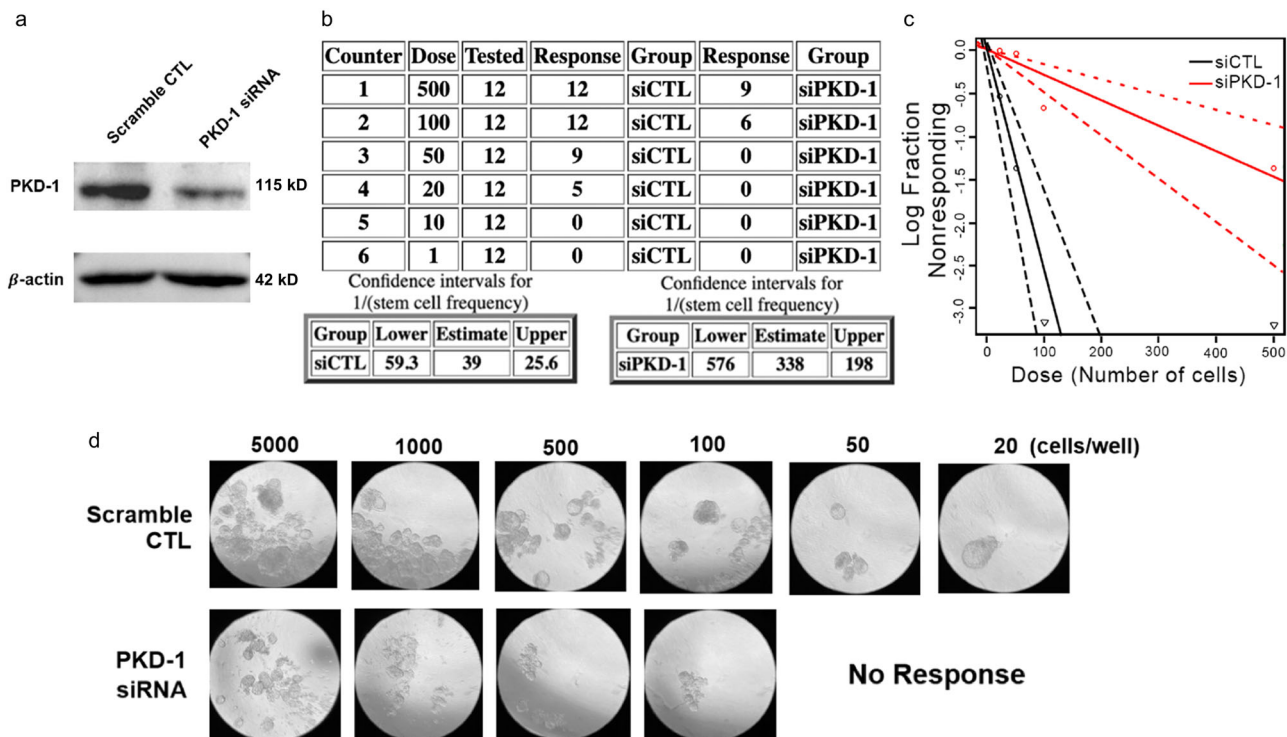 a
Scramble CTL
PKD-1 siRNA
PKD-1
115 kD
β-actin
42 kD
b
Counter Dose Tested Response Group Response Group
1 500 12 12 siCTL 9 siPKD-1
2 100 12 12 siCTL 6 siPKD-1
3 50 12 9 siCTL 0 siPKD-1
4 20 12 5 siCTL 0 siPKD-1
5 10 12 0 siCTL 0 siPKD-1
6 1 12 0 siCTL 0 siPKD-1
Confidence intervals for
1/(stem cell frequency)
Group Lower Estimate Upper
siCTL 59.3 39 25.6
Confidence intervals for
1/(stem cell frequency)
Group Lower Estimate Upper
siPKD-1 576 338 198
c
Log Fraction
Nonresponding
0.0
-0.5
-1.0
-1.5
-2.0
-2.5
-3.0
siCTL
siPKD-1
0 100 200 300 400 500
Dose (Number of cells)
d
5000 1000 500 100 50 20 (cells/well)
Scramble
CTL
PKD-1
siRNA
No Response